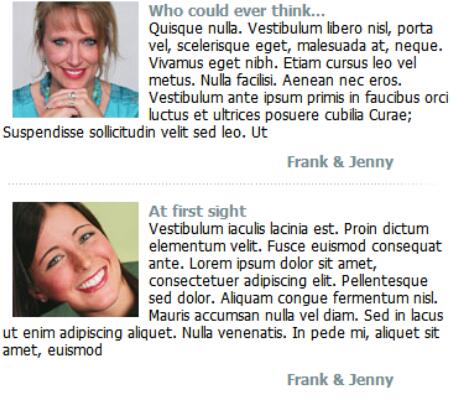 Who could ever think...
Quisque nulla. Vestibulum libero nisl, porta
vel, scelerisque eget, malesuada at, neque.
Vivamus eget nibh. Etiam cursus leo vel
metus. Nulla facilisi. Aenean nec eros.
Vestibulum ante ipsum primis in faucibus orci
luctus et ultrices posuere cubilia Curae;
Suspendisse sollicitudin velit sed leo. Ut
Frank & Jenny
At first sight
Vestibulum iaculis lacinia est. Proin dictum
elementum velit. Fusce euismod consequat
ante. Lorem ipsum dolor sit amet,
consectetuer adipiscing elit. Pellentesque
sed dolor. Aliquam congue fermentum nisl.
Mauris accumsan nulla vel diam. Sed in lacus
ut enim adipiscing aliquet. Nulla venenatis. In pede mi, aliquet sit
amet, euismod
Frank & Jenny